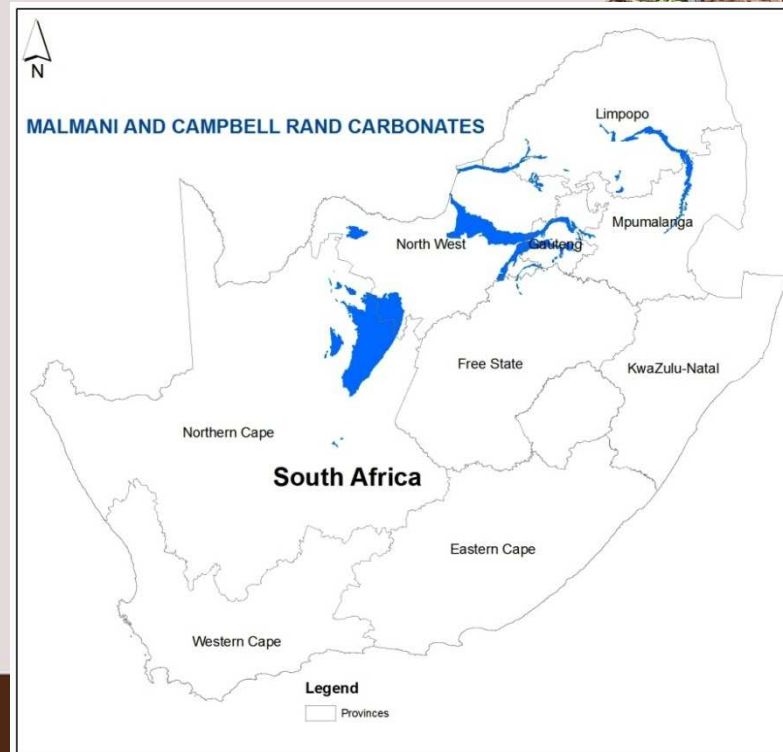 N
MALMANI AND CAMPBELL RAND CARBONATES
Limpopo
Mpumalanga
North West
Gauteng
Free State
KwaZulu-Natal
Northern Cape
South Africa
Eastern Cape
Western Cape
Legend
Provinces